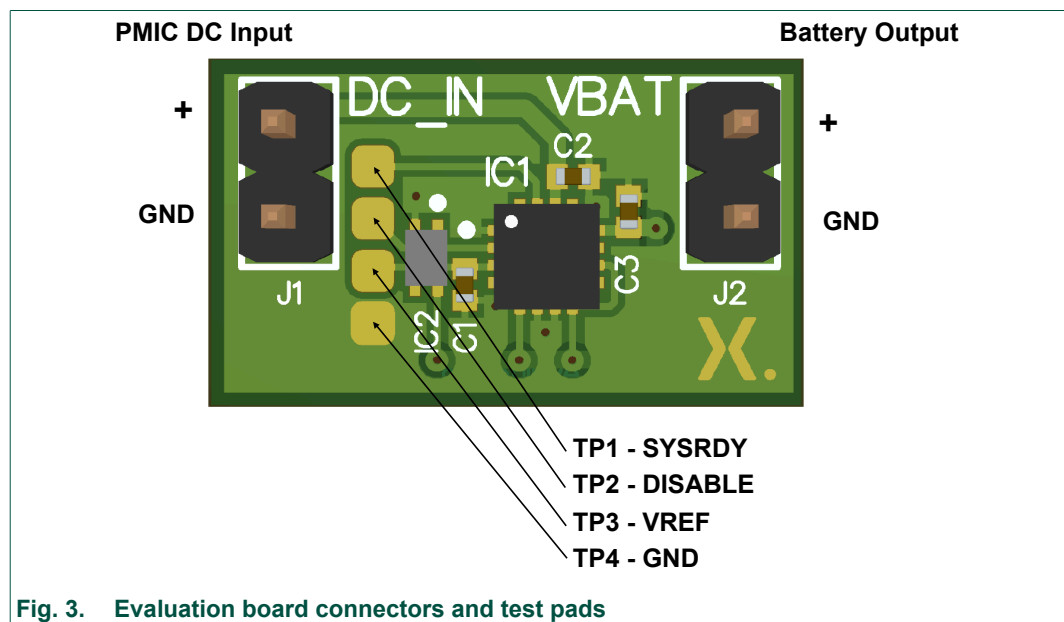 PMIC DC Input
Battery Output
DC_IN
VBAT
+
+
C2
IC1
GND
GND
J1
C3
J2
IC2
C1
X.
TP1 - SYSRDY
TP2 - DISABLE
TP3 - VREF
TP4 - GND
Fig. 3. Evaluation board connectors and test pads